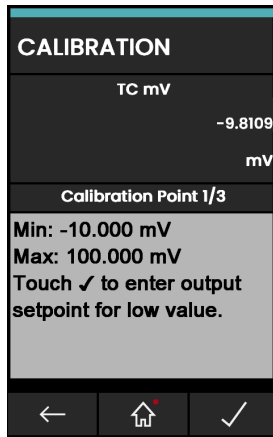 CALIBRATION
TC mV
-9.8109
mV
Calibration Point 1/3
Min: -10.000 mV
Max: 100.000 mV
Touch ✓ to enter output
setpoint for low value.